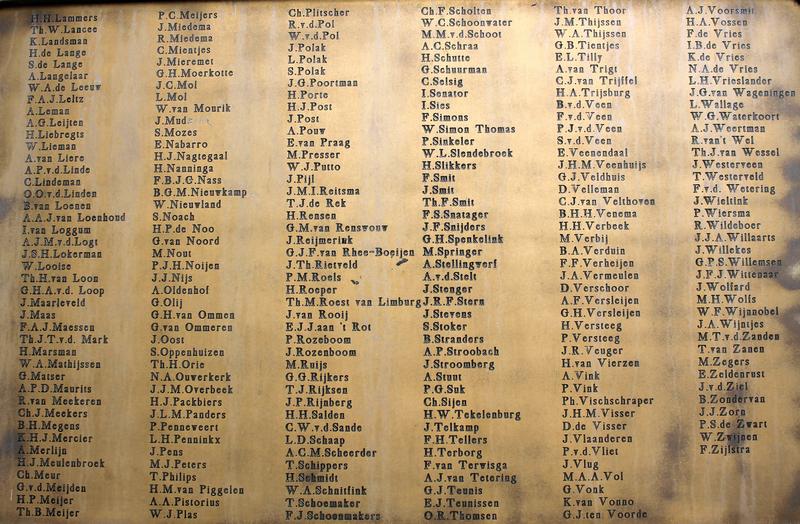 H.H.Lammers
Th.W.Lancee
K.Landsman
H.de Lange
S.de Lange
A.Langelaar
W.A.de Leeuw
F.A.J.Leltz
A.Leman
A.G.Leijten
H.Liebregts
W.Lieman
A.van Liere
A.P.v.d.Linde
C.Lindeman
O.O.v.d.Linden
B.van Loenen
A.A.J.van Loenhoud
I.van Loggum
A.J.M.v.d.Logt
J.S.H.Lokerman
W.Looise
Th.H.van Loon
G.H.A.v.d. Loop
J.Maarleveld
J.Maas
F.A.J.Maessen
Th.J.T.v.d. Mark
H.Marsman
W.A.Mathijssen
G.Matser
A.P.D.Maurits
R.van Meekeren
Ch.J.Meekers
B.H.Megens
K.H.J.Mercier
A.Merlijn
H.J.Meulenbroek
Ch.Meur
G.v.d.Meijden
H.P.Meijer
Th.B.Meijer
P.C.Meijers
J.Miedema
R.Miedema
C.Mientjes
J.Mieremet
G.H.Moerkotte
J.C.Mol
L.Mol
W.van Mourik
J.Mud
S.Mozes
E.Nabarro
H.J.Nagtegaal
H.Nanninga
F.B.J.G.Nass
B.G.M.Nieuwkamp
W.Nieuwland
S.Noach
H.P.de Noo
G.van Noord
M.Nout
P.J.H.Noijen
J.J.Nijs
A.Oldenhof
G.Olij
G.H.van Ommen
G.van Ommeren
J.Oost
S.Oppenhuizen
Th.H.Orie
N.A.Ouwerkerk
J.J.M.Overbeek
H.J.Packbiers
J.L.M.Panders
P.Penneweert
L.H.Penninkx
J.Pens
M.J.Peters
T.Philips
H.M.van Piggelen
A.A.Pistorius
W.J.Plas
Ch.Plitscher
R.v.d.Pol
W.v.d.Pol
J.Polak
L.Polak
S.Polak
J.G.Poortman
H.Porte
H.J.Post
J.Post
A.Pouw
E.van Praag
M.Presser
W.J.Putto
J.Pijl
J.M.I.Reitsma
T.J.de Rek
H.Rensen
G.M.van Renswouw
J.Reijmerink
G.J.F.van Rhee-Boeijen
J.Th.Rietveld
P.M.Roels
H.Roeper
Th.M.Roest van Limburg
J.van Rooij
E.J.J.aan 't Rot
P.Rozeboom
J.Rozenboom
M.Ruijs
G.G.Rijkers
T.J.Rijksen
J.P.Rijnberg
H.H.Salden
C.W.v.d.Sande
L.D.Schaap
A.C.M.Scheerder
T.Schippers
H.Schmidt
W.A.Schnitfink
T.Schoemaker
F.J.Schoenmakers
Ch.F.Scholten
W.C.Schoonwater
M.M.v.d.Schoot
A.C.Schraa
H.Schutte
G.Schuurman
C.Selsig
I.Senator
I.Sies
F.Simons
W.Simon Thomas
P.Sinkeler
W.L.Slendebroek
H.Slikkers
F.Smit
J.Smit
Th.F.Smit
F.S.Snatager
J.F.Snijders
G.H.Spenkelink
M.Springer
A.Stellingwerf
A.v.d.Stelt
J.Stenger
J.R.F.Stern
J.Stevens
S.Stoker
B.Stranders
A.P.Stroobach
J.Stroomberg
A.Stuut
P.G.Suk
Ch.Sijen
H.W.Tekelenburg
J.Telkamp
F.H.Tellers
H.Terborg
F.van Terwisga
A.J.van Tetering
G.J.Teunis
E.J.Teunissen
O.R.Thomsen
Th.van Thoor
J.M.Thijssen
W.A.Thijssen
G.B.Tientjes
E.L.Tilly
A.van Trigt
C.J.van Trijffel
H.A.Trijsburg
B.v.d.Veen
F.v.d.Veen
P.J.v.d.Veen
S.v.d.Veen
E.Veenendaal
J.H.M.Veenhuijs
G.J.Veldhuis
D.Velleman
C.J.van Velthoven
B.H.H.Venema
H.H.Verbeek
M.Verbij
B.A.Verduin
F.F.Verheijen
J.A.Vermeulen
D.Verschoor
A.F.Versleijen
G.H.Versleijen
H.Versteeg
P.Versteeg
J.R.Veuger
H.van Vierzen
A.Vink
P.Vink
Ph.Vischschraper
J.H.M.Visser
D.de Visser
J.Vlaanderen
P.v.d.Vliet
J.Vlug
M.A.A.Vol
G.Vonk
K.van Vonno
G.J.ten Voorde
A.J.Voorsmit
H.A.Vossen
F.de Vries
I.B.de Vries
K.de Vries
N.A.de Vries
L.H.Vrieslander
J.G.van Wageningen
L.Wallage
W.G.Waterkoort
A.J.Weertman
R.van't Wel
Th.J.van Wessel
J.Westerveen
T.Westerveld
F.v.d. Wetering
J.Wieltink
P.Wiersma
R.Wildeboer
J.J.A.Willaarts
J.Willekes
G.P.S.Willemsen
J.F.J.Wittenaar
J.Wolfard
M.H.Wolfs
W.F.Wijnnobel
J.A.Wijntjes
M.T.v.d.Zanden
T.van Zanen
M.Zegers
E.Zeldenrust
J.v.d.Ziel
B.Zondervan
J.J.Zorn
P.S.de Zwart
W.Zwijnen
F.Zijlstra